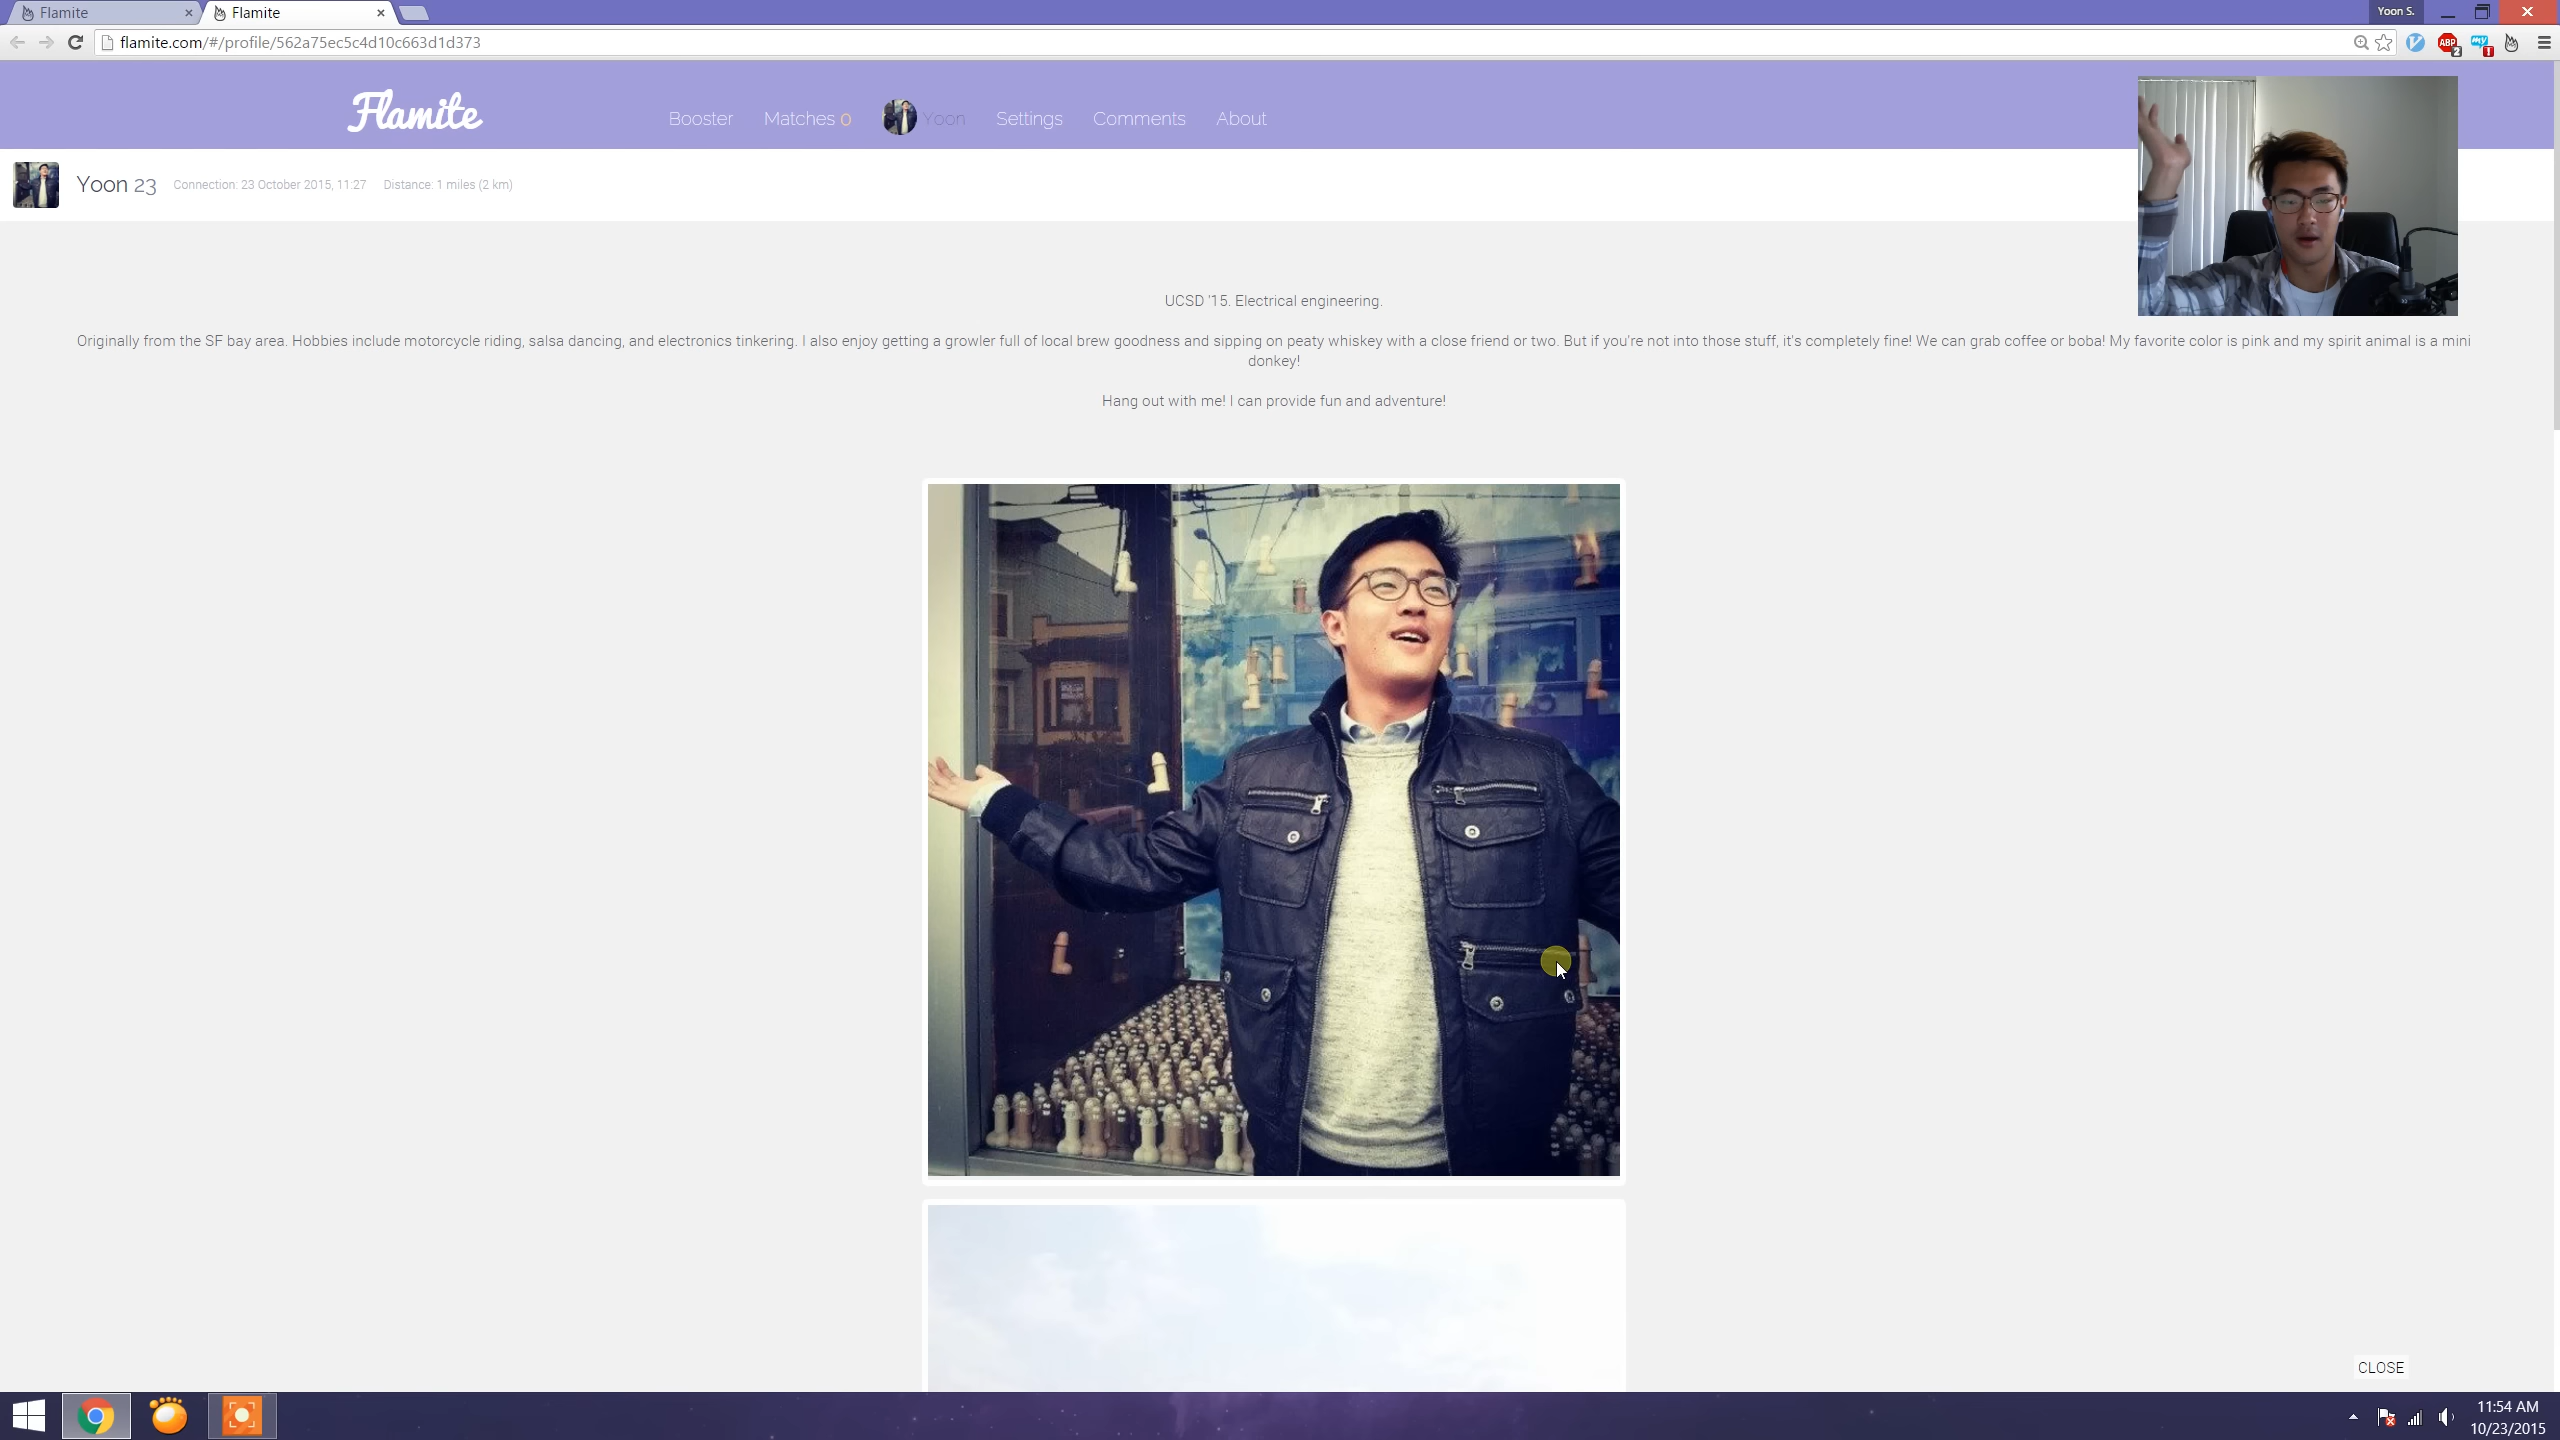 Flamite
Flamite
Yoon S.
flamite.com/#/profile/562a75ec5c4d10c663d1d373
ABP
2
my
1
Flamite
Booster
Matches 0
Yoon
Settings
Comments
About
Yoon 23
Connection: 23 October 2015, 11:27
Distance: 1 miles (2 km)
UCSD '15. Electrical engineering.
Originally from the SF bay area. Hobbies include motorcycle riding, salsa dancing, and electronics tinkering. I also enjoy getting a growler full of local brew goodness and sipping on peaty whiskey with a close friend or two. But if you're not into those stuff, it's completely fine! We can grab coffee or boba! My favorite color is pink and my spirit animal is a mini
donkey!
Hang out with me! I can provide fun and adventure!
CLOSE
11:54 AM
10/23/2015